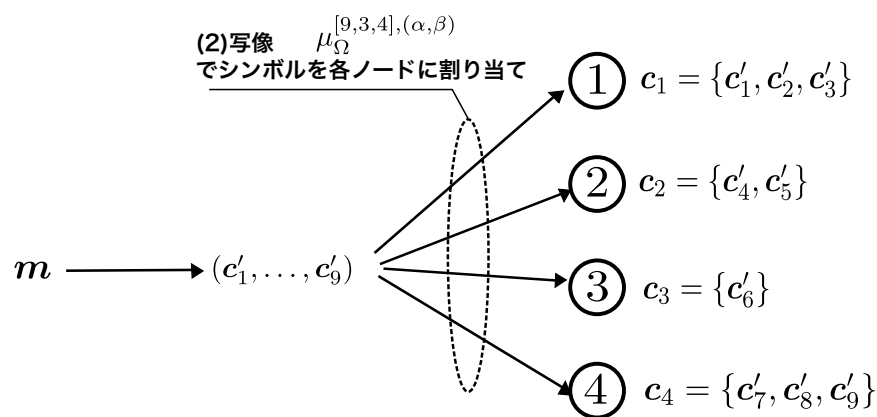 (2)写像 μ_Ω^{[9,3,4],(α,β)}
でシンボルを各ノードに割り当て
1 c_1 = {c′_1, c′_2, c′_3}
2 c_2 = {c′_4, c′_5}
m (c′_1, . . . , c′_9)
3 c_3 = {c′_6}
4 c_4 = {c′_7, c′_8, c′_9}